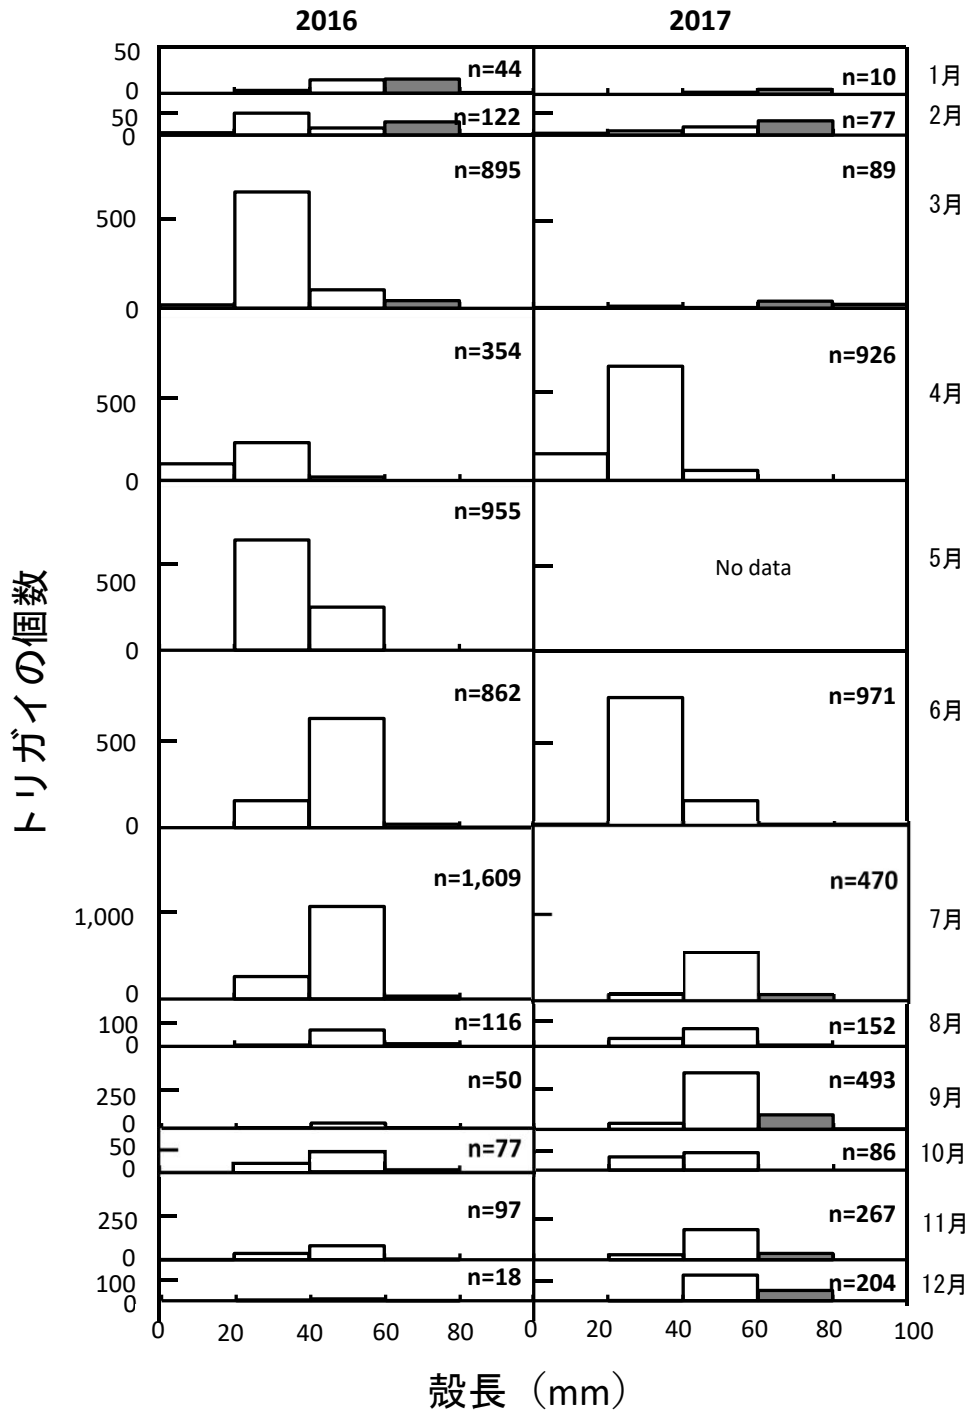 2016 2017
50
0
n=44 n=10 1月
50
0
n=122 n=77 2月
n=895 n=89 3月
500
0
n=354 n=926 4月
500
0
n=955 No data 5月
500
0
n=862 n=971 6月
500
0
n=1,609 n=470 7月
1,000
0
n=116 n=152 8月
100
0
n=50 n=493 9月
250
0
n=77 n=86 10月
50
0
n=97 n=267 11月
250
0
n=18 n=204 12月
100
0
0 20 40 60 80 0 20 40 60 80 100
トリガイの個数
殻長（mm）